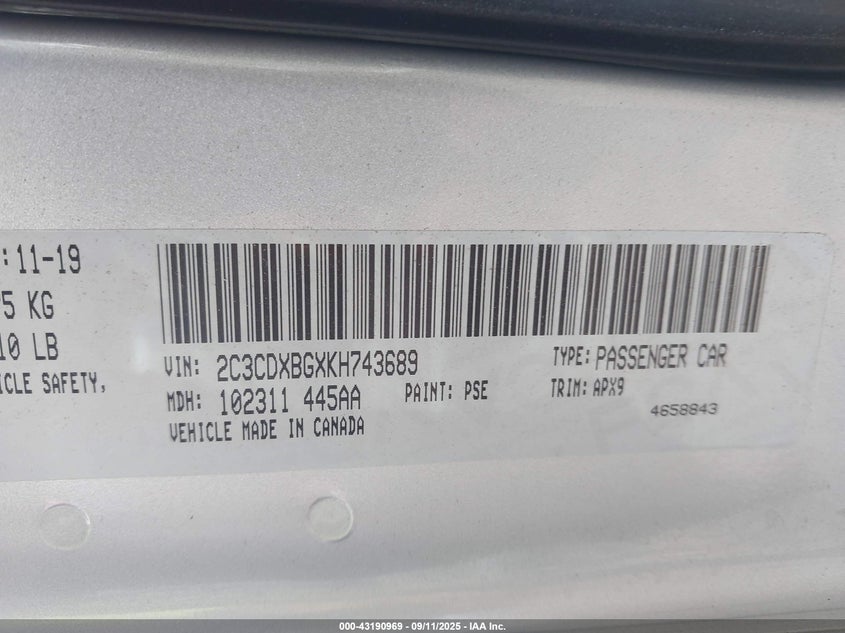 :11-19
5 KG
10 LB
ICLE SAFETY,
VIN: 2C3CDXBGXKH743689
TYPE: PASSENGER CAR
MDH: 102311 445AA
PAINT: PSE
TRIM: APX9
4658843
VEHICLE MADE IN CANADA
000-43190969 - 09/11/2025 - IAA Inc.